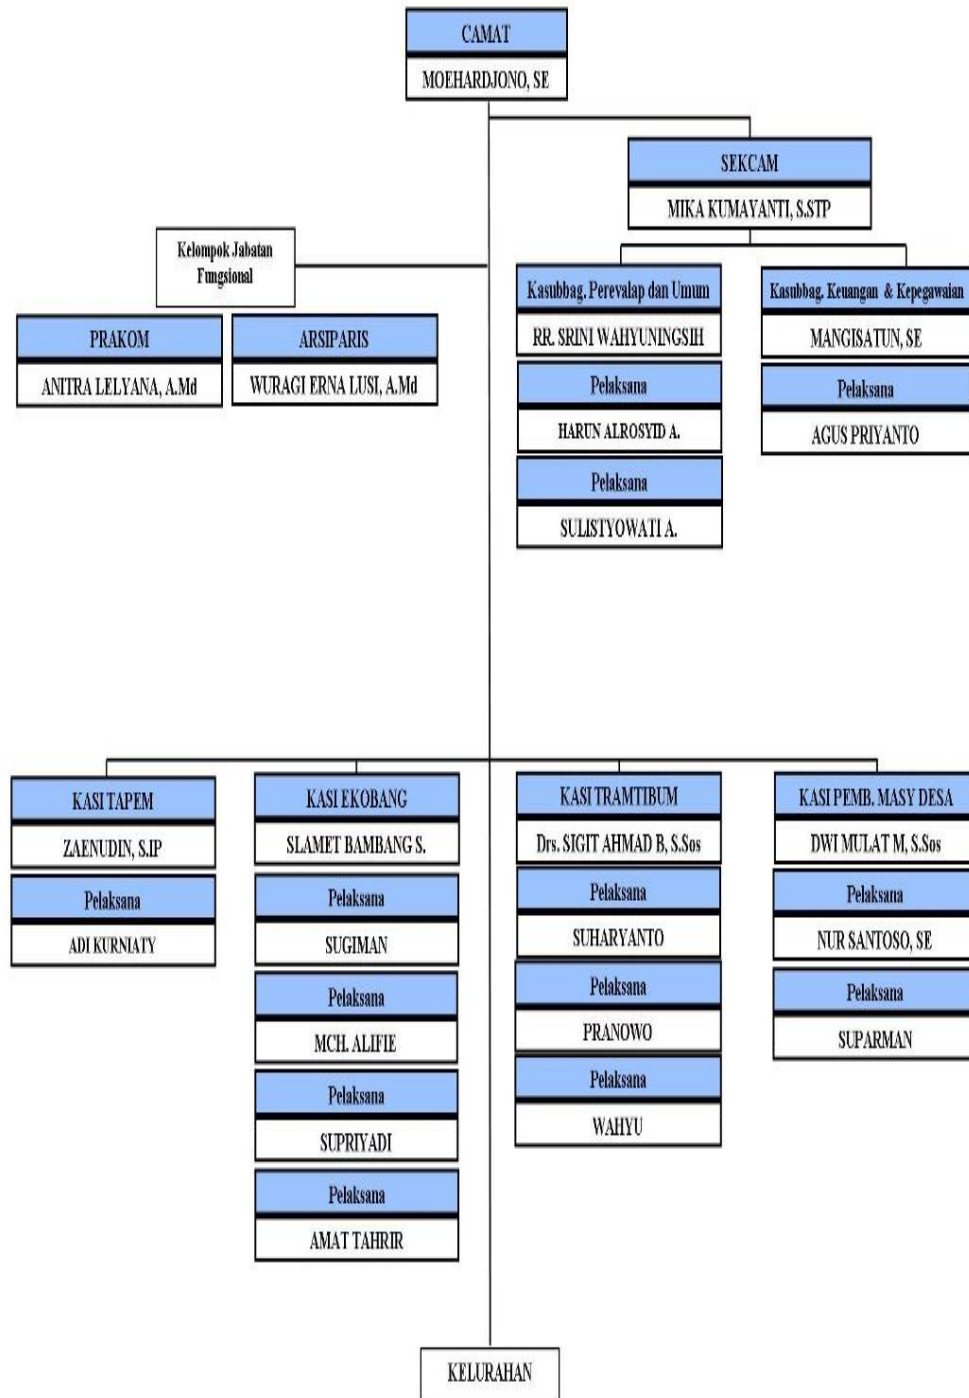 CAMAT
MOEHARDJONO, SE
SEKCAM
MIKA KUMAYANTI, S.STP
Kelompok Jabatan
Fungsional
PRAKOM
ANITRA LELYANA, A.Md
ARSIPARIS
WURAGI ERNA LUSI, A.Md
Kasubbag. Perevalap dan Umum
RR. SRINI WAHYUNINGSIH
Pelaksana
HARUN ALROSYID A.
Pelaksana
SULISTYOWATI A.
Kasubbag. Keuangan & Kepegawaian
MANGISATUN, SE
Pelaksana
AGUS PRIYANTO
KASI TAPEM
ZAENUDIN, S.IP
Pelaksana
ADI KURNIATY
KASI EKOBANG
SLAMET BAMBANG S.
Pelaksana
SUGIMAN
Pelaksana
MCH. ALIFIE
Pelaksana
SUPRIYADI
Pelaksana
AMAT TAHRIR
KASI TRAMTIBUM
Drs. SIGIT AHMAD B, S.Sos
Pelaksana
SUHARYANTO
Pelaksana
PRANOWO
Pelaksana
WAHYU
KASI PEMB. MASY DESA
DWI MULAT M, S.Sos
Pelaksana
NUR SANTOSO, SE
Pelaksana
SUPARMAN
KELURAHAN